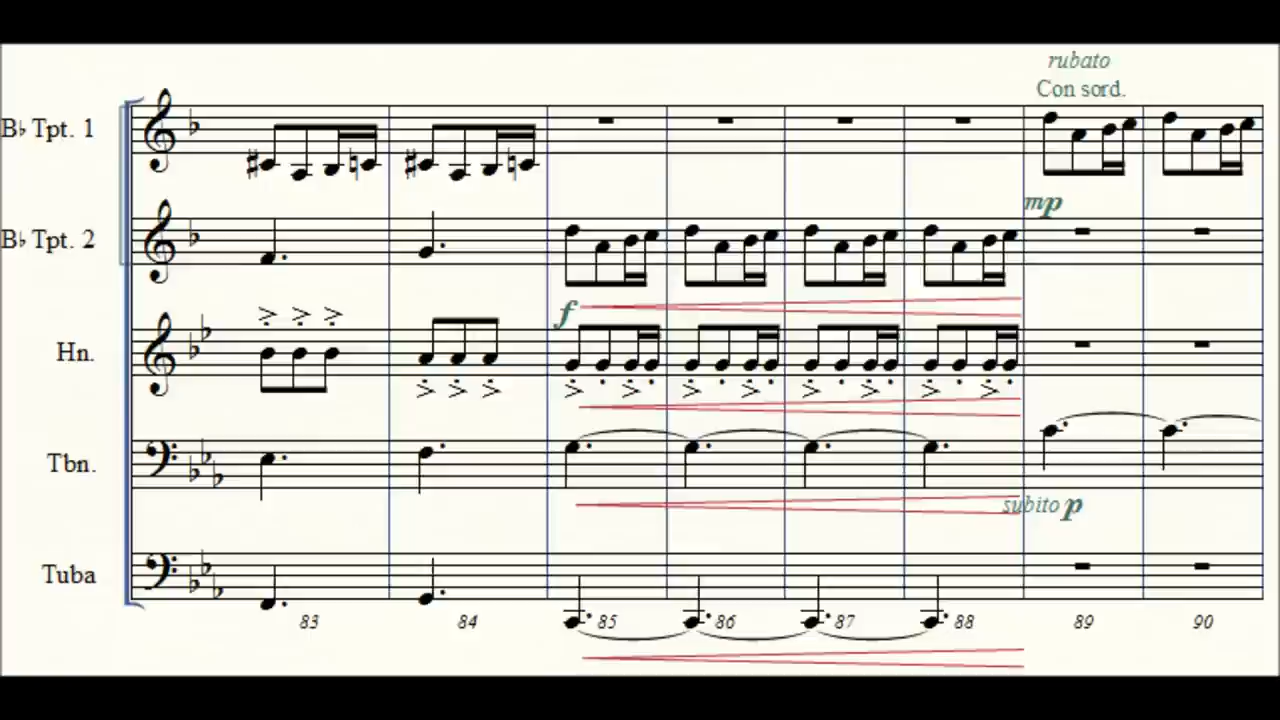 rubato
Con sord.
B♭ Tpt. 1
mp
B♭ Tpt. 2
f
Hn.
Tbn.
subito p
Tuba
83 84 85 86 87 88 89 90